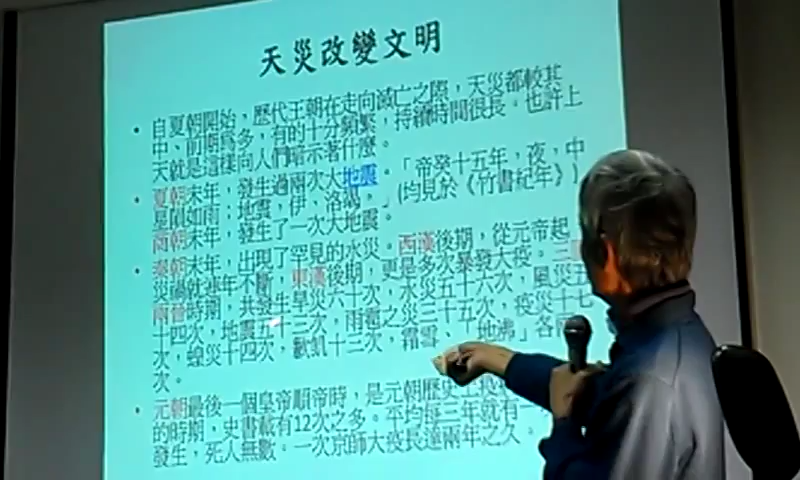 天災改變文明
• 自夏朝開始，歷代王朝在走向滅亡之際，天災都較其
中、前期為多，有的十分頻繁，持續時間很長。也許上
天就是這樣向人們暗示著什麼。
• 夏朝末年，發生過兩次大地震。「帝癸十五年，夜，中
星隕如雨；地震，伊、洛竭，」(均見於《竹書紀年》)
商朝末年，發生了一次大地震。
• 秦朝末年，出現了罕見的水災。西漢後期，從元帝起
災禍就連年不斷，東漢後期，更是多次暴發大疫。三
兩晉時期，共發生旱災六十次，水災五十六次，風災五
十四次，地震五十三次，雨雹之災三十五次，疫災十七
次，蝗災十四次，歉飢十三次，霜雪、「地沸」各兩
次。
• 元朝最後一個皇帝順帝時，是元朝歷史上疫
的時期，史書載有12次之多。平均每三年就有一
發生，死人無數。一次京師大疫長達兩年之久。